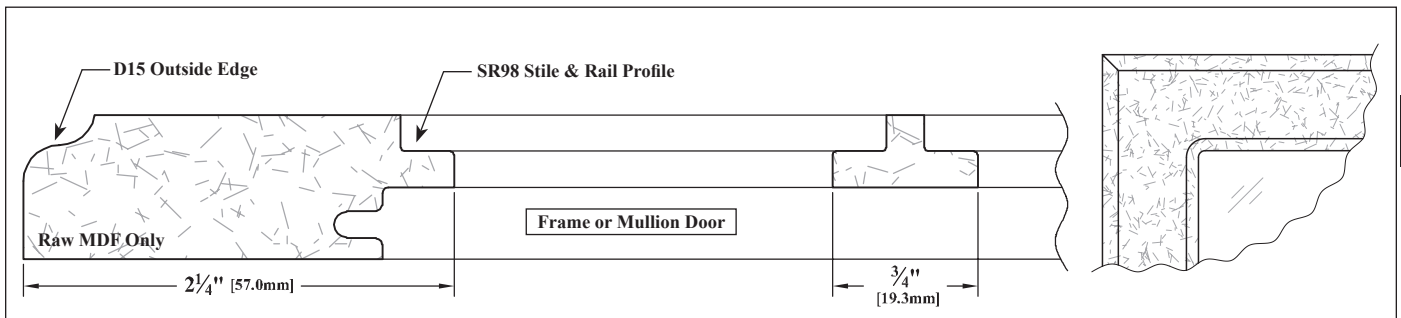 D15 Outside Edge
SR98 Stile & Rail Profile
Raw MDF Only
Frame or Mullion Door
2¼" [57.0mm]
¾"
[19.3mm]